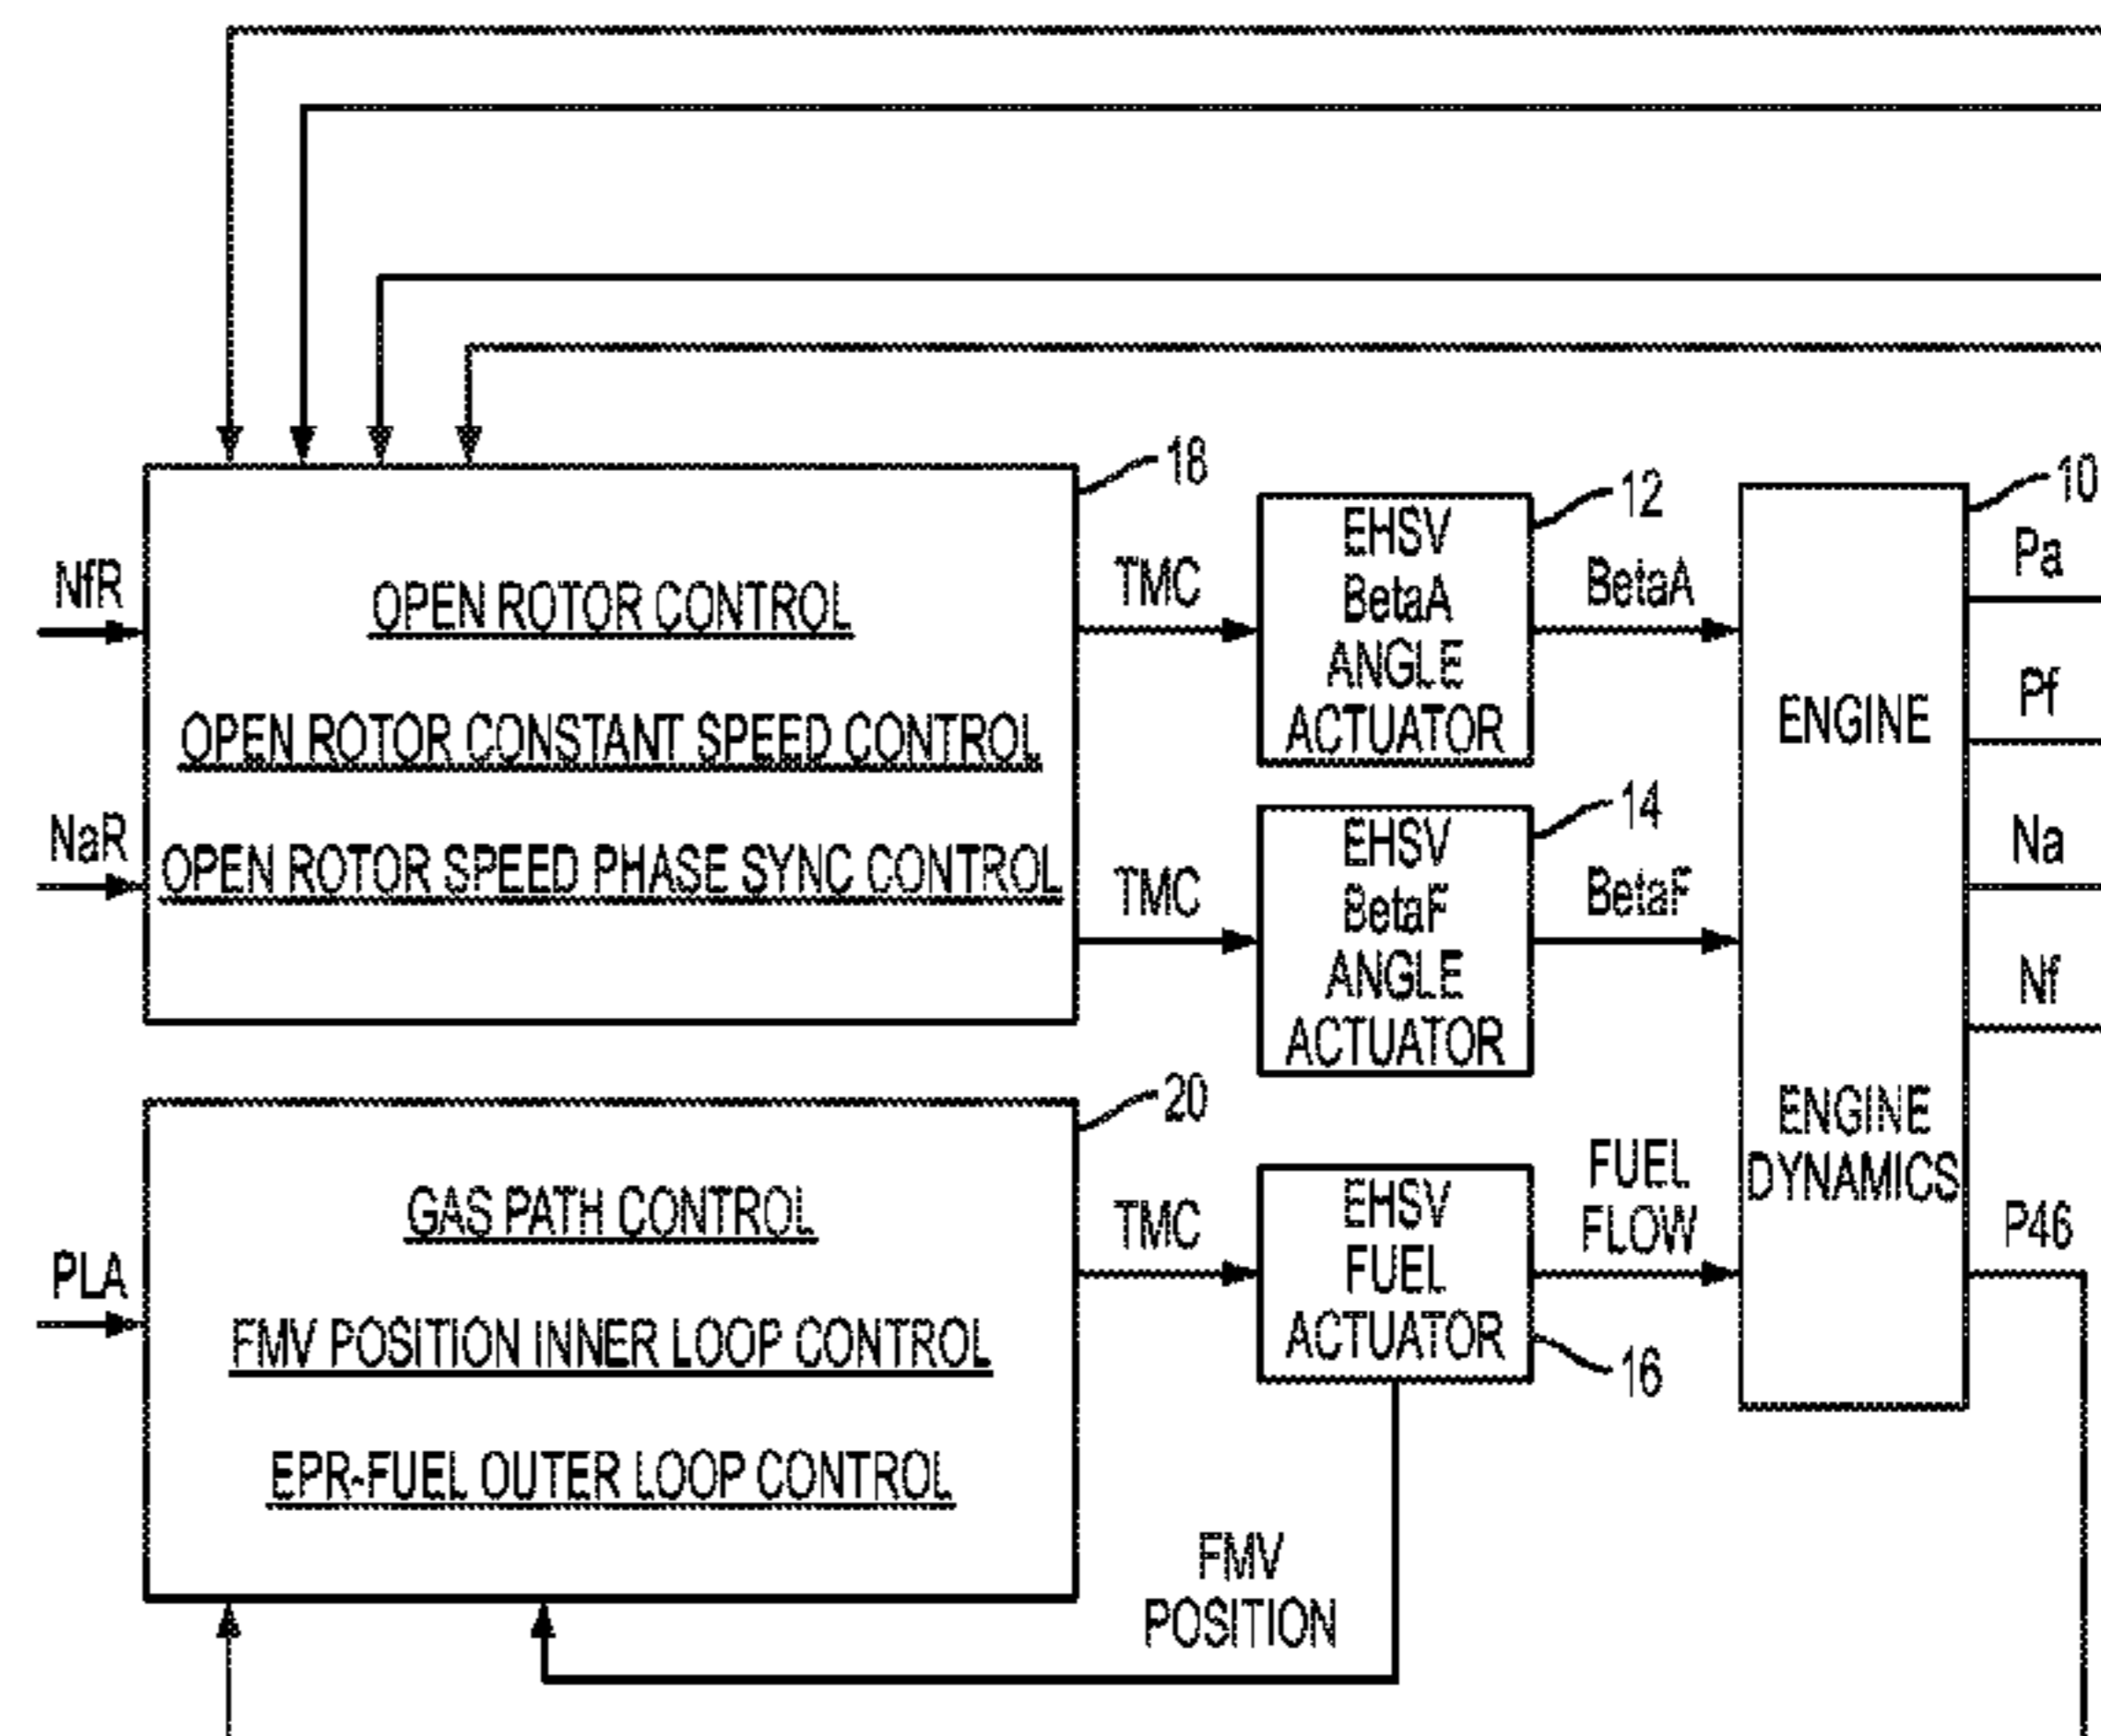 18
NfR
OPEN ROTOR CONTROL
OPEN ROTOR CONSTANT SPEED CONTROL
NaR
OPEN ROTOR SPEED PHASE SYNC CONTROL
TMC
TMC
12
EHSV
BetaA
ANGLE
ACTUATOR
BetaA
14
EHSV
BetaF
ANGLE
ACTUATOR
BetaF
10
ENGINE
ENGINE
DYNAMICS
Pa
Pf
Na
Nf
P46
20
PLA
GAS PATH CONTROL
FMV POSITION INNER LOOP CONTROL
EPR-FUEL OUTER LOOP CONTROL
TMC
EHSV
FUEL
ACTUATOR
16
FUEL
FLOW
FMV
POSITION